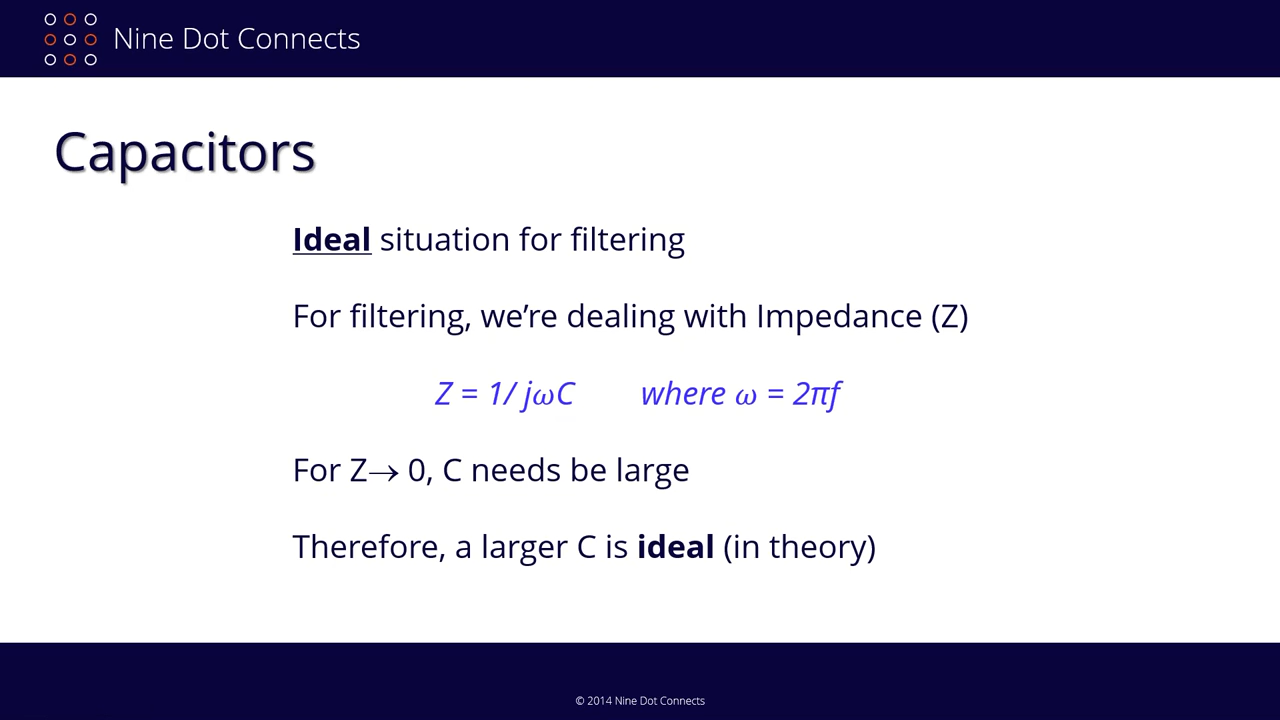 Nine Dot Connects
Capacitors
Ideal situation for filtering
For filtering, we’re dealing with Impedance (Z)
Z = 1/ jωC where ω = 2πf
For Z→ 0, C needs be large
Therefore, a larger C is ideal (in theory)
© 2014 Nine Dot Connects